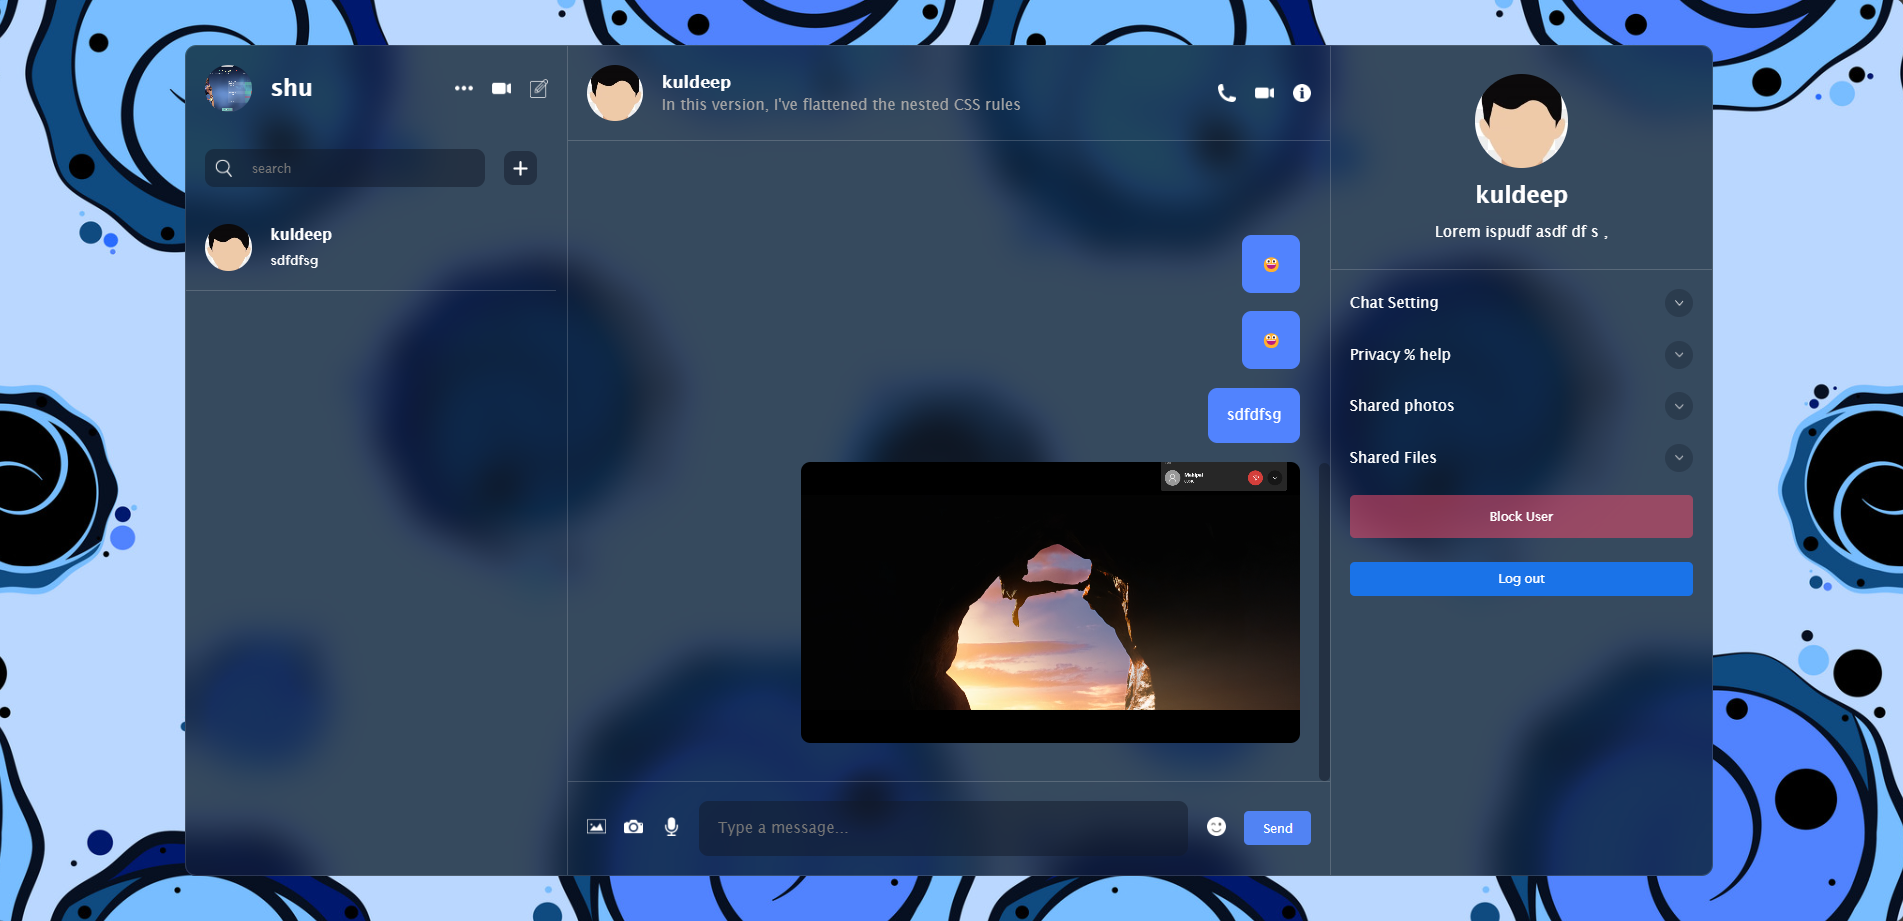 shu
search
kuldeep
sdfdfsg
kuldeep
In this version, I've flattened the nested CSS rules
sdfdfsg
Type a message...
Send
kuldeep
Lorem ispudf asdf df s ,
Chat Setting
Privacy % help
Shared photos
Shared Files
Block User
Log out